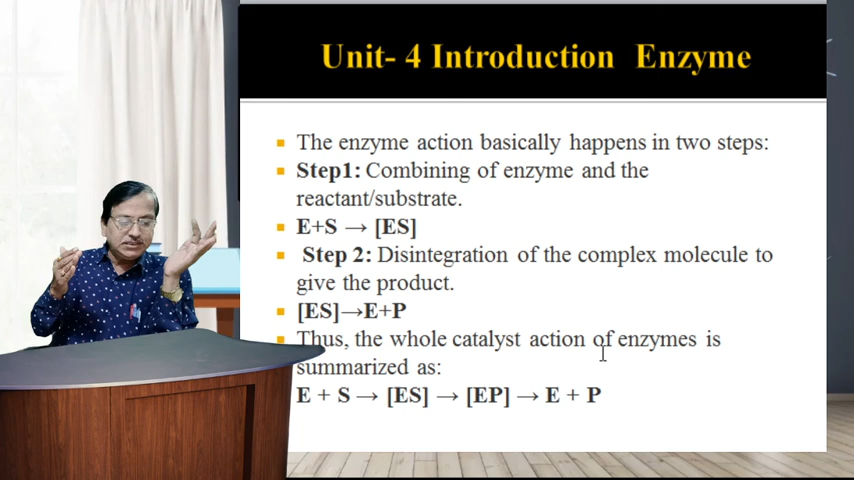 Unit- 4 Introduction Enzyme
The enzyme action basically happens in two steps:
Step1: Combining of enzyme and the
reactant/substrate.
E+S → [ES]
Step 2: Disintegration of the complex molecule to
give the product.
[ES]→E+P
Thus, the whole catalyst action of enzymes is
summarized as:
E + S → [ES] → [EP] → E + P